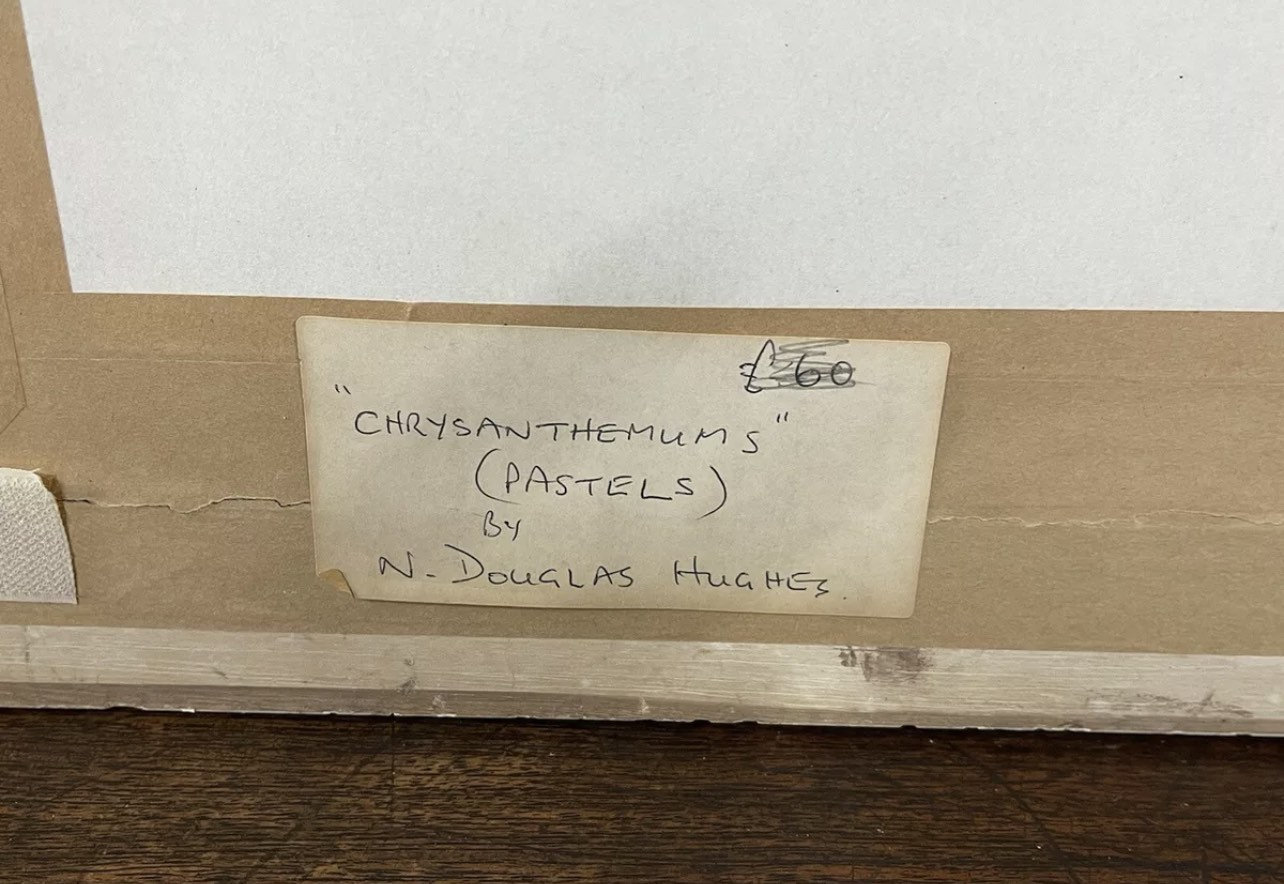 £60
"CHRYSANTHEMUMS"
(PASTELS)
BY
N. DOUGLAS HUGHES.